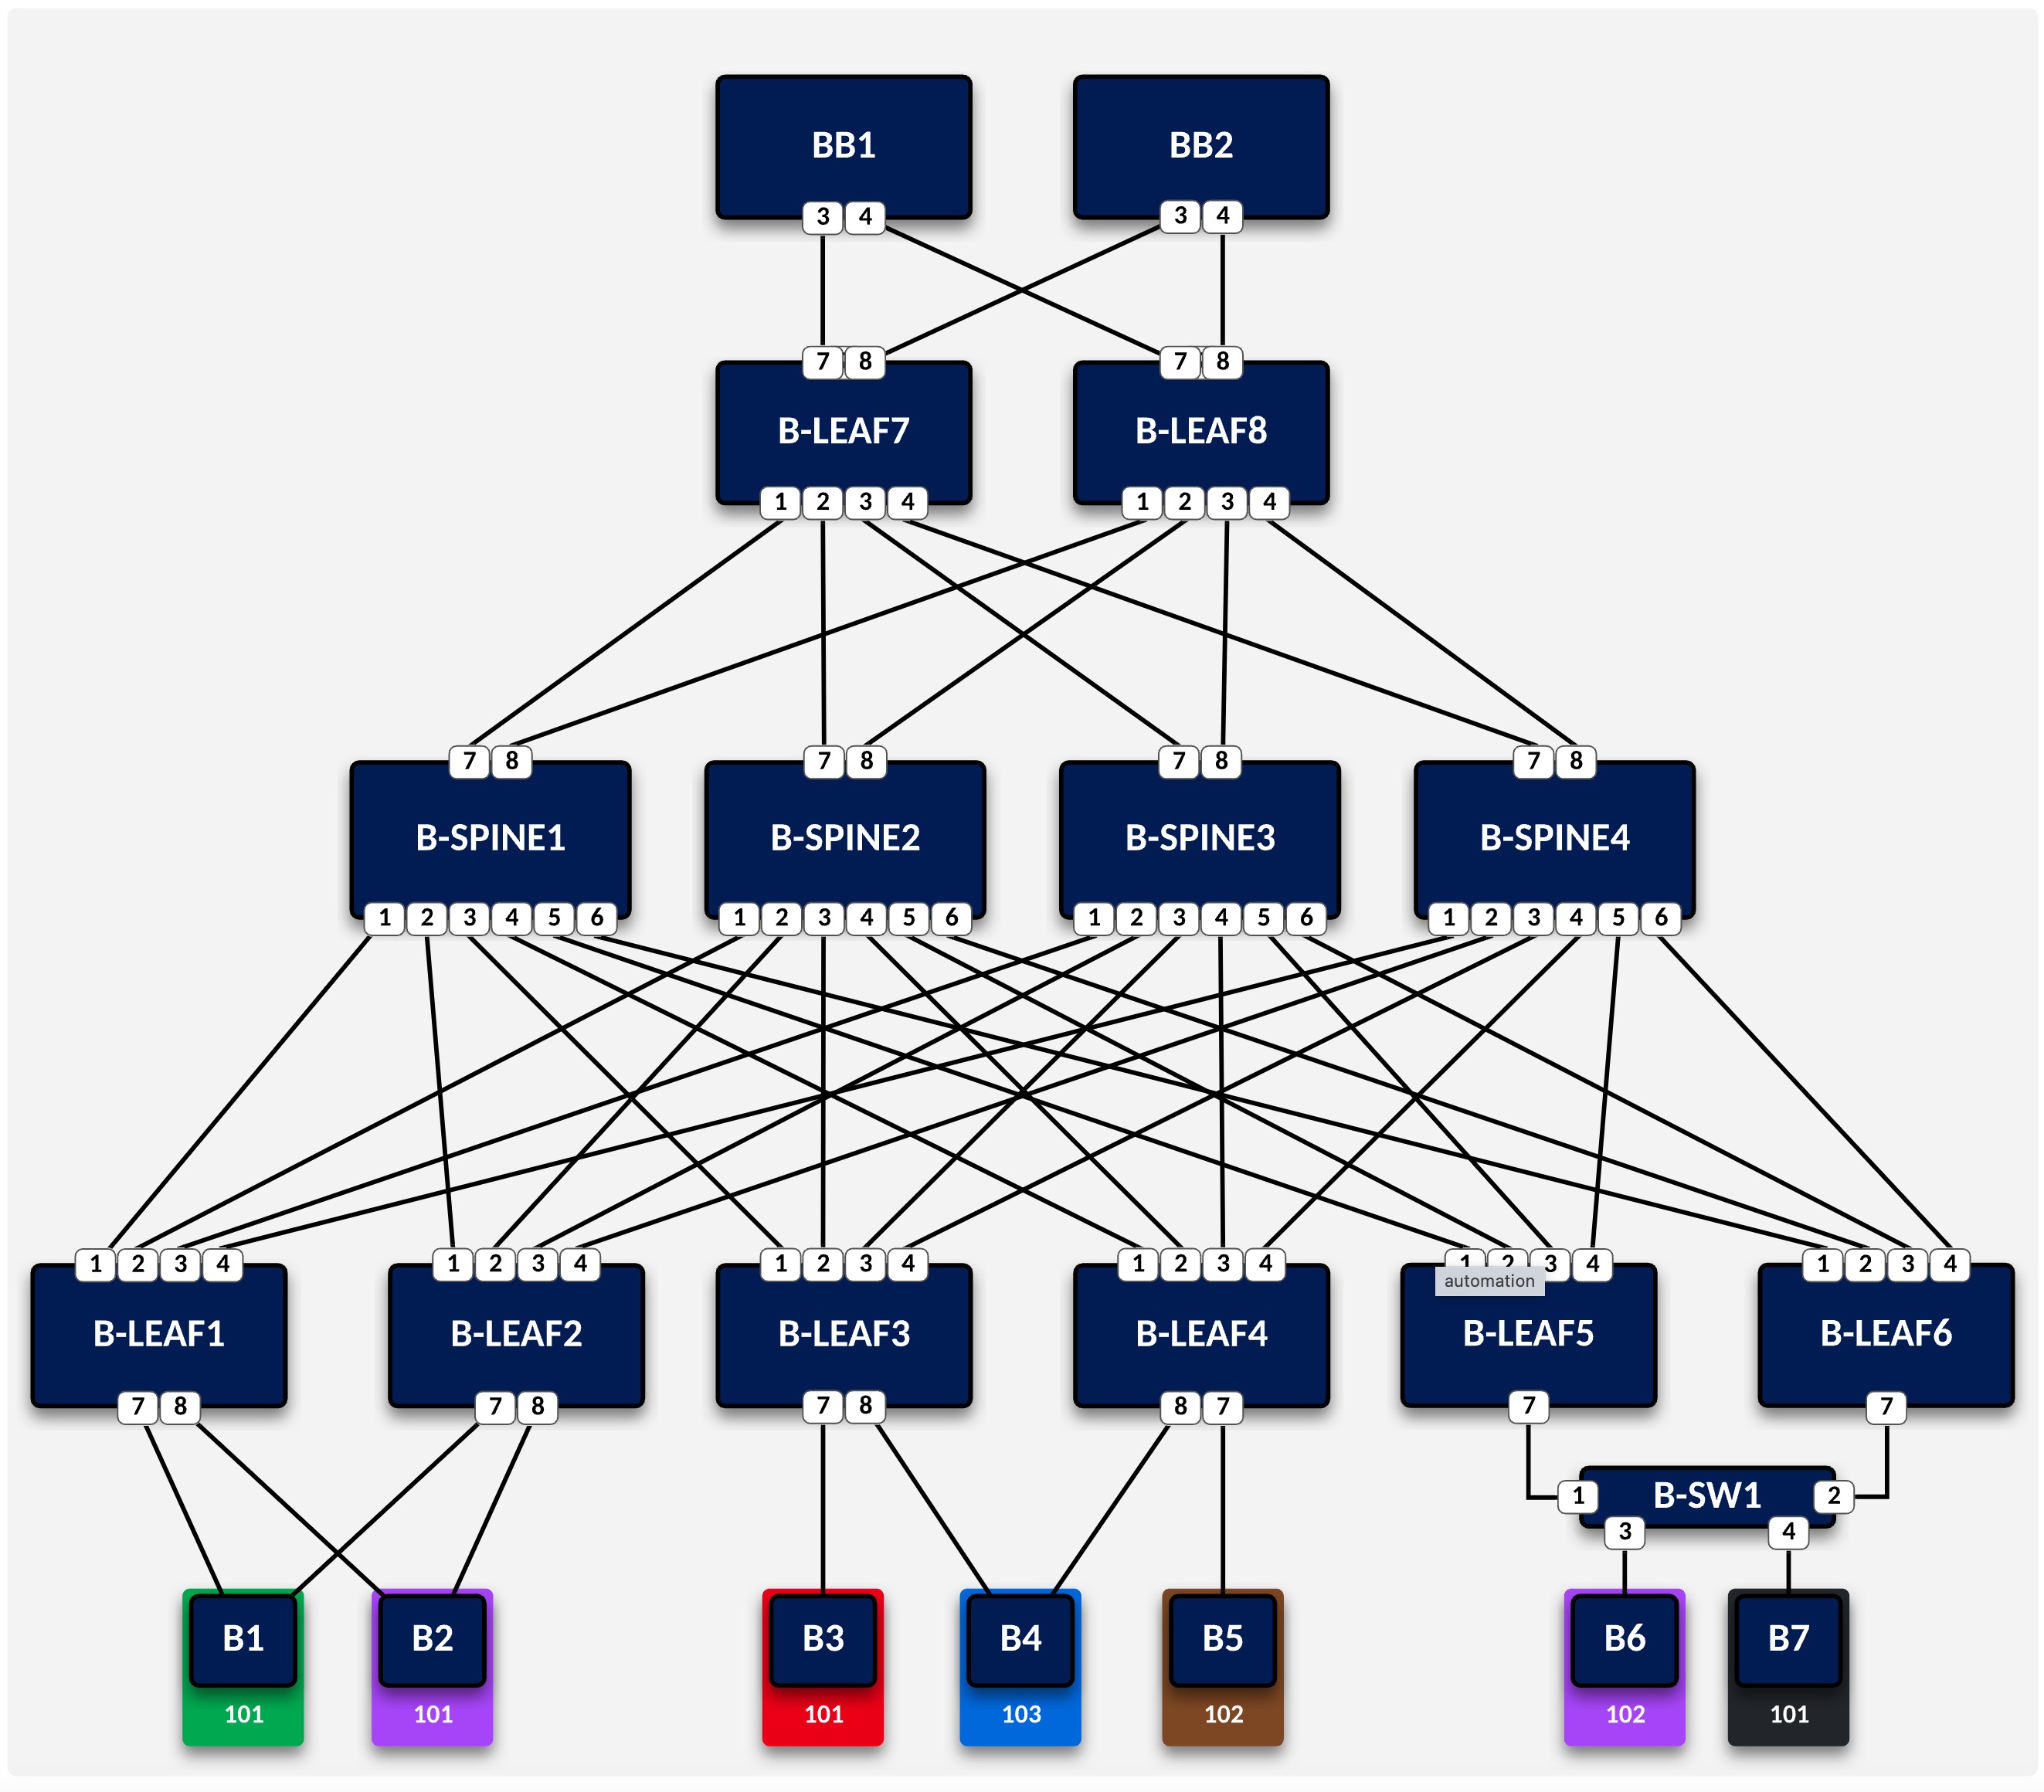 BB1 BB2
3 4 3 4
7 8 7 8
B-LEAF7 B-LEAF8
1 2 3 4 1 2 3 4
7 8 7 8 7 8 7 8
B-SPINE1 B-SPINE2 B-SPINE3 B-SPINE4
1 2 3 4 5 6 1 2 3 4 5 6 1 2 3 4 5 6 1 2 3 4 5 6
1 2 3 4 1 2 3 4 1 2 3 4 1 2 3 4 1 2 3 4 1 2 3 4
automation
B-LEAF1 B-LEAF2 B-LEAF3 B-LEAF4 B-LEAF5 B-LEAF6
7 8 7 8 7 8 8 7 7 7
1 B-SW1 2
3 4
B1 B2 B3 B4 B5 B6 B7
101 101 101 103 102 102 101